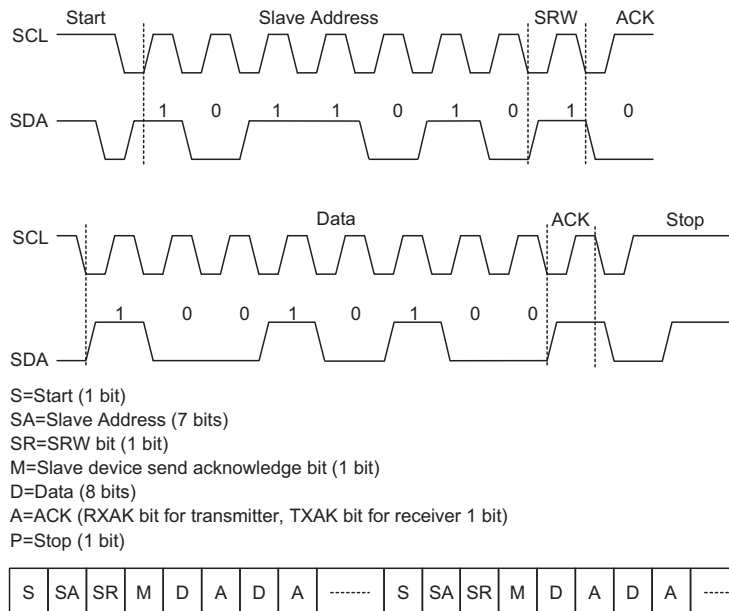 Start Slave Address SRW ACK
SCL
1 0 1 1 0 1 0 1 0
SDA
Data ACK Stop
SCL
1 0 0 1 0 1 0 0
SDA
S=Start (1 bit)
SA=Slave Address (7 bits)
SR=SRW bit (1 bit)
M=Slave device send acknowledge bit (1 bit)
D=Data (8 bits)
A=ACK (RXAK bit for transmitter, TXAK bit for receiver 1 bit)
P=Stop (1 bit)
S SA SR M D A D A ........ S SA SR M D A D A ........